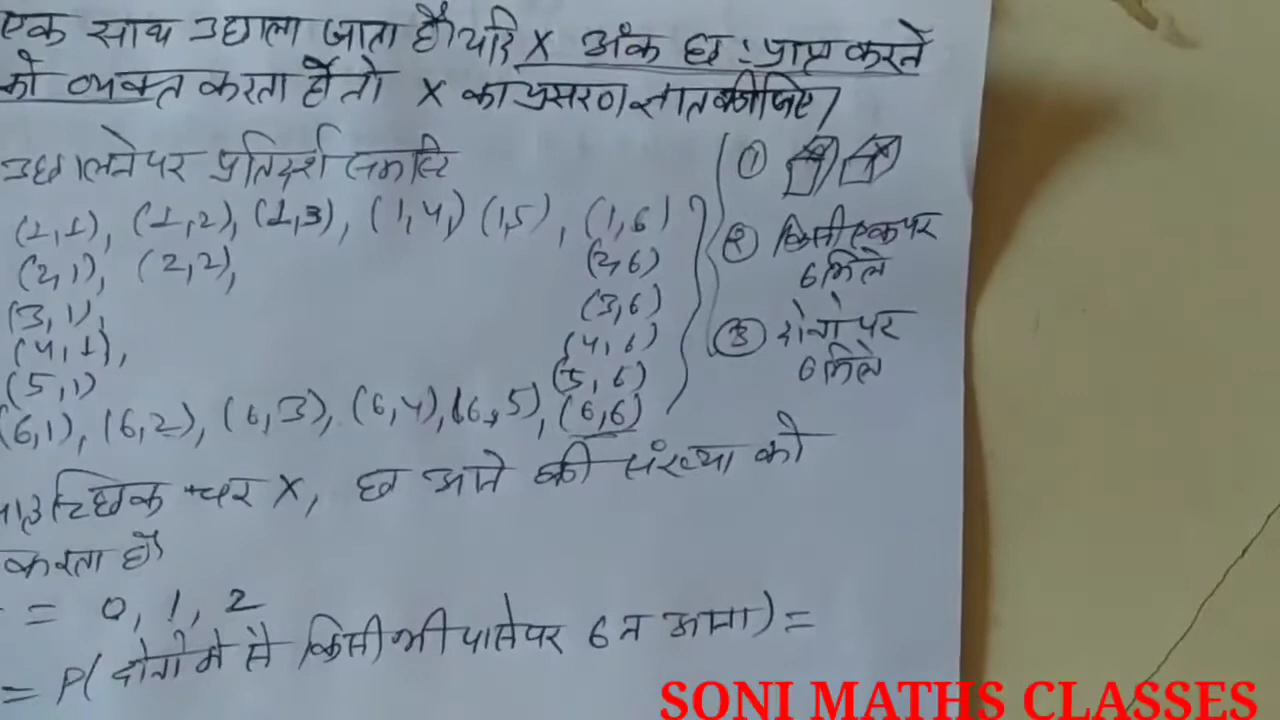 एक साथ उछाला जाता है। यदि X अंक छ: प्राप्त करने
को व्यक्त करता है तो X का प्रसरण ज्ञात कीजिए।
उछालने पर प्रतिदर्श समष्टि
(1,1), (1,2), (1,3), (1,4,) (1,5), (1,6)
(2,1), (2,2), (2,6)
(3,1), (3,6)
(4,1), (4,6)
(5,1) (5,6)
(6,1), (6,2), (6,3), (6,4), (6,5), (6,6)
①
② किसी एक पर
6 मिले
③ दोनो पर
6 मिले
चर X, छ आने की संख्या को
करता है
= 0, 1, 2
= P( दोनो मे से किसी भी पासे पर 6 न आना) =
SONI MATHS CLASSES